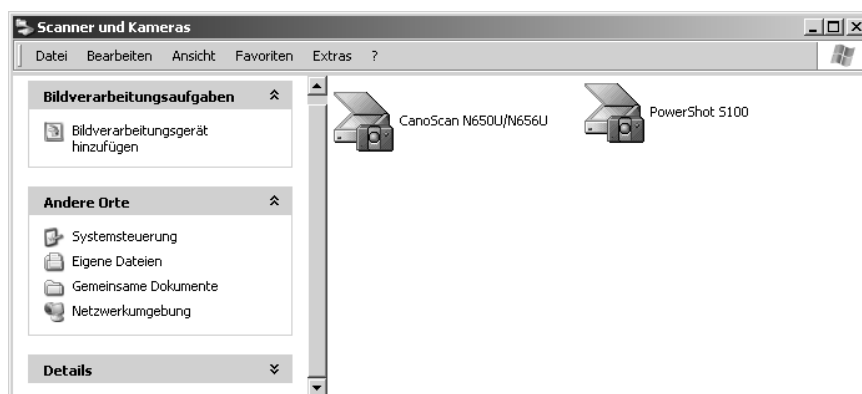 Scanner und Kameras
Datei Bearbeiten Ansicht Favoriten Extras ?
Bildverarbeitungsaufgaben
Bildverarbeitungsgerät
hinzufügen
Andere Orte
Systemsteuerung
Eigene Dateien
Gemeinsame Dokumente
Netzwerkumgebung
Details
CanoScan N650U/N656U
PowerShot S100